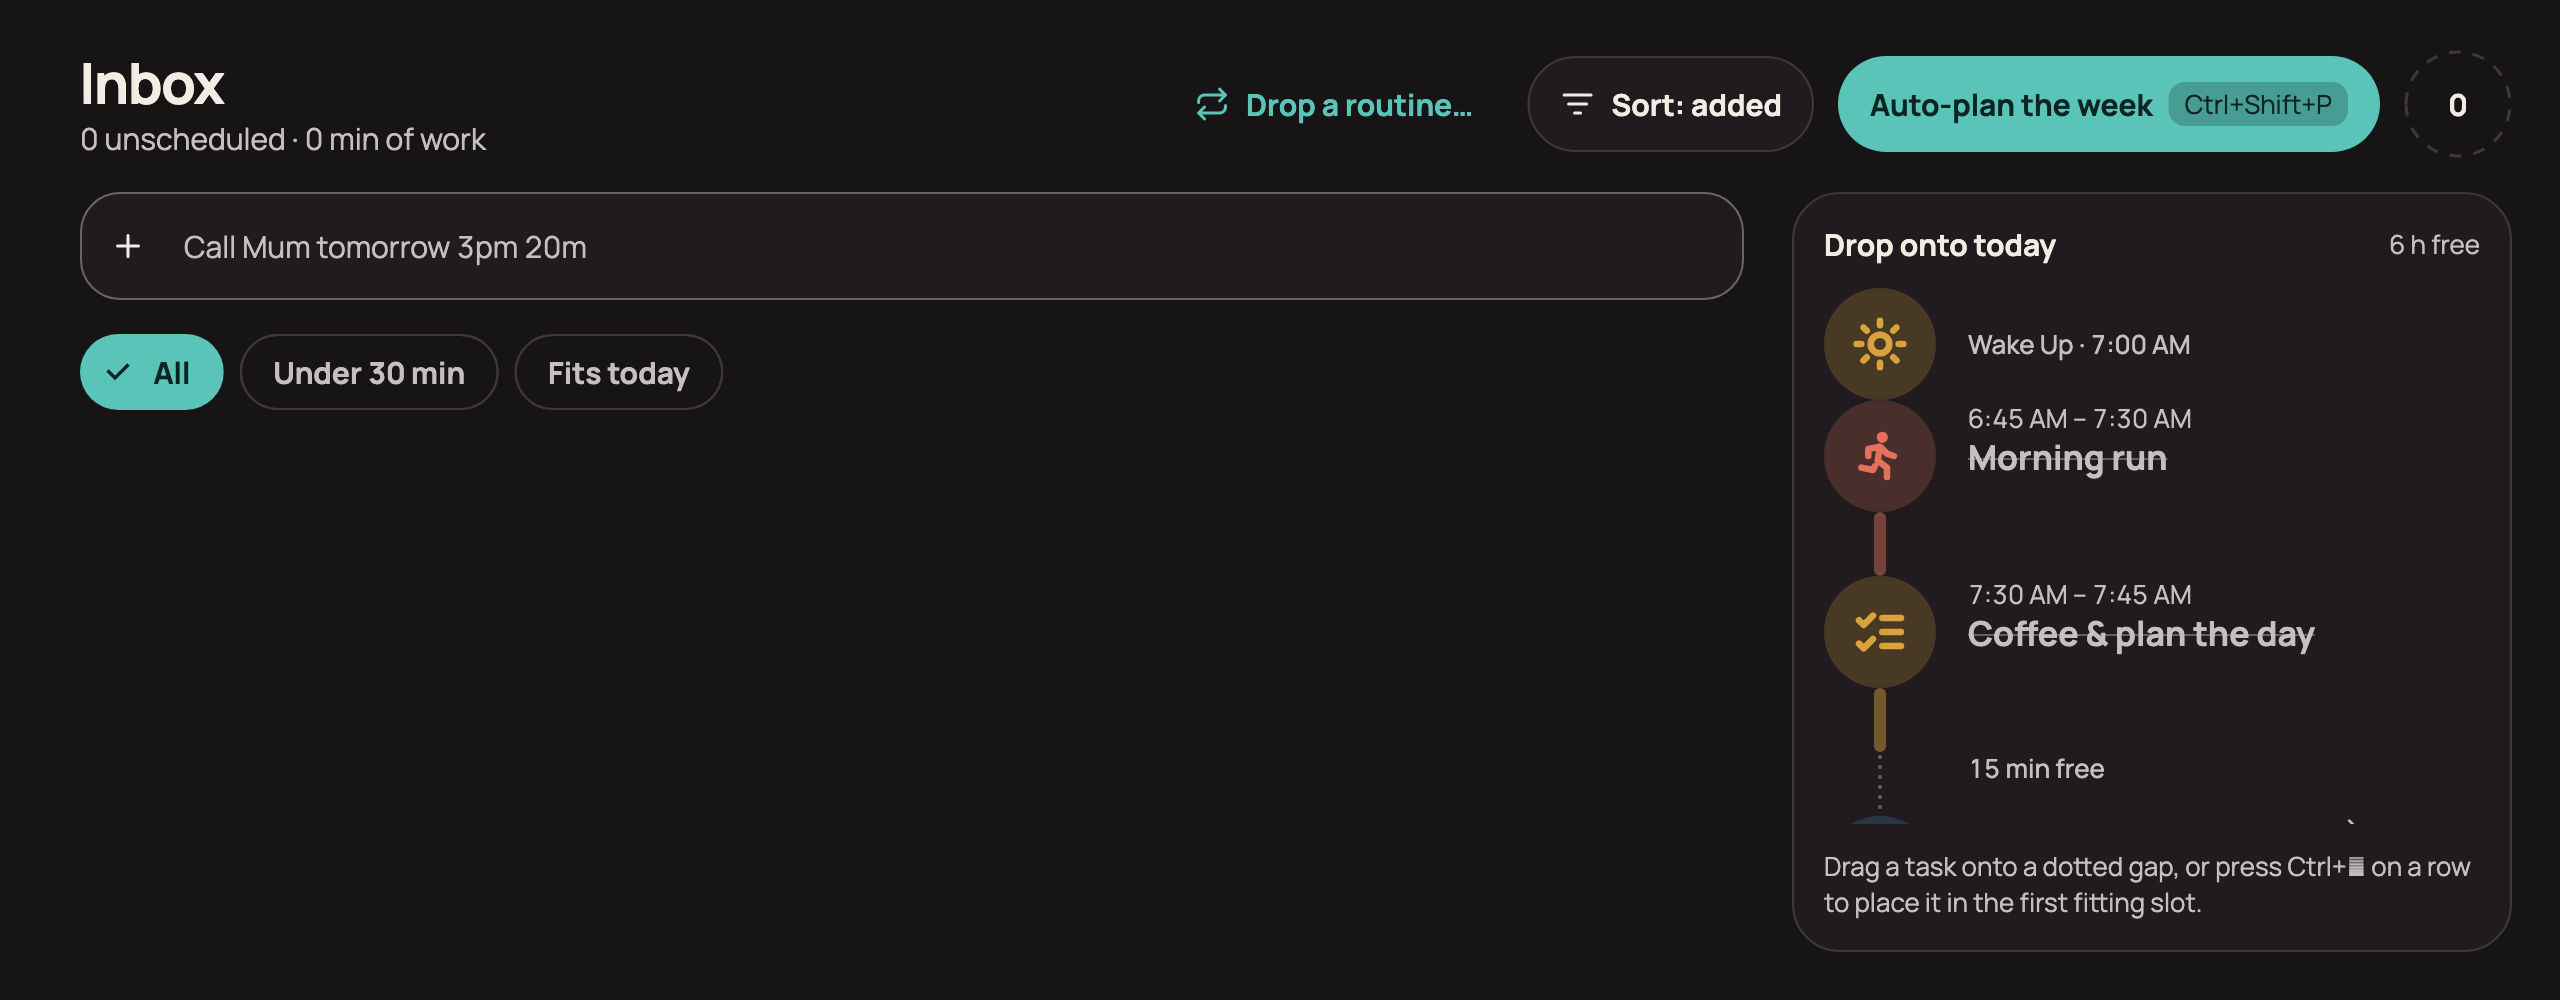 Inbox
0 unscheduled · 0 min of work
Drop a routine...
Sort: added
Auto-plan the week Ctrl+Shift+P
0
Call Mum tomorrow 3pm 20m
All
Under 30 min
Fits today
Drop onto today
6 h free
Wake Up · 7:00 AM
6:45 AM – 7:30 AM
Morning run
7:30 AM – 7:45 AM
Coffee & plan the day
15 min free
Drag a task onto a dotted gap, or press Ctrl+ on a row
to place it in the first fitting slot.